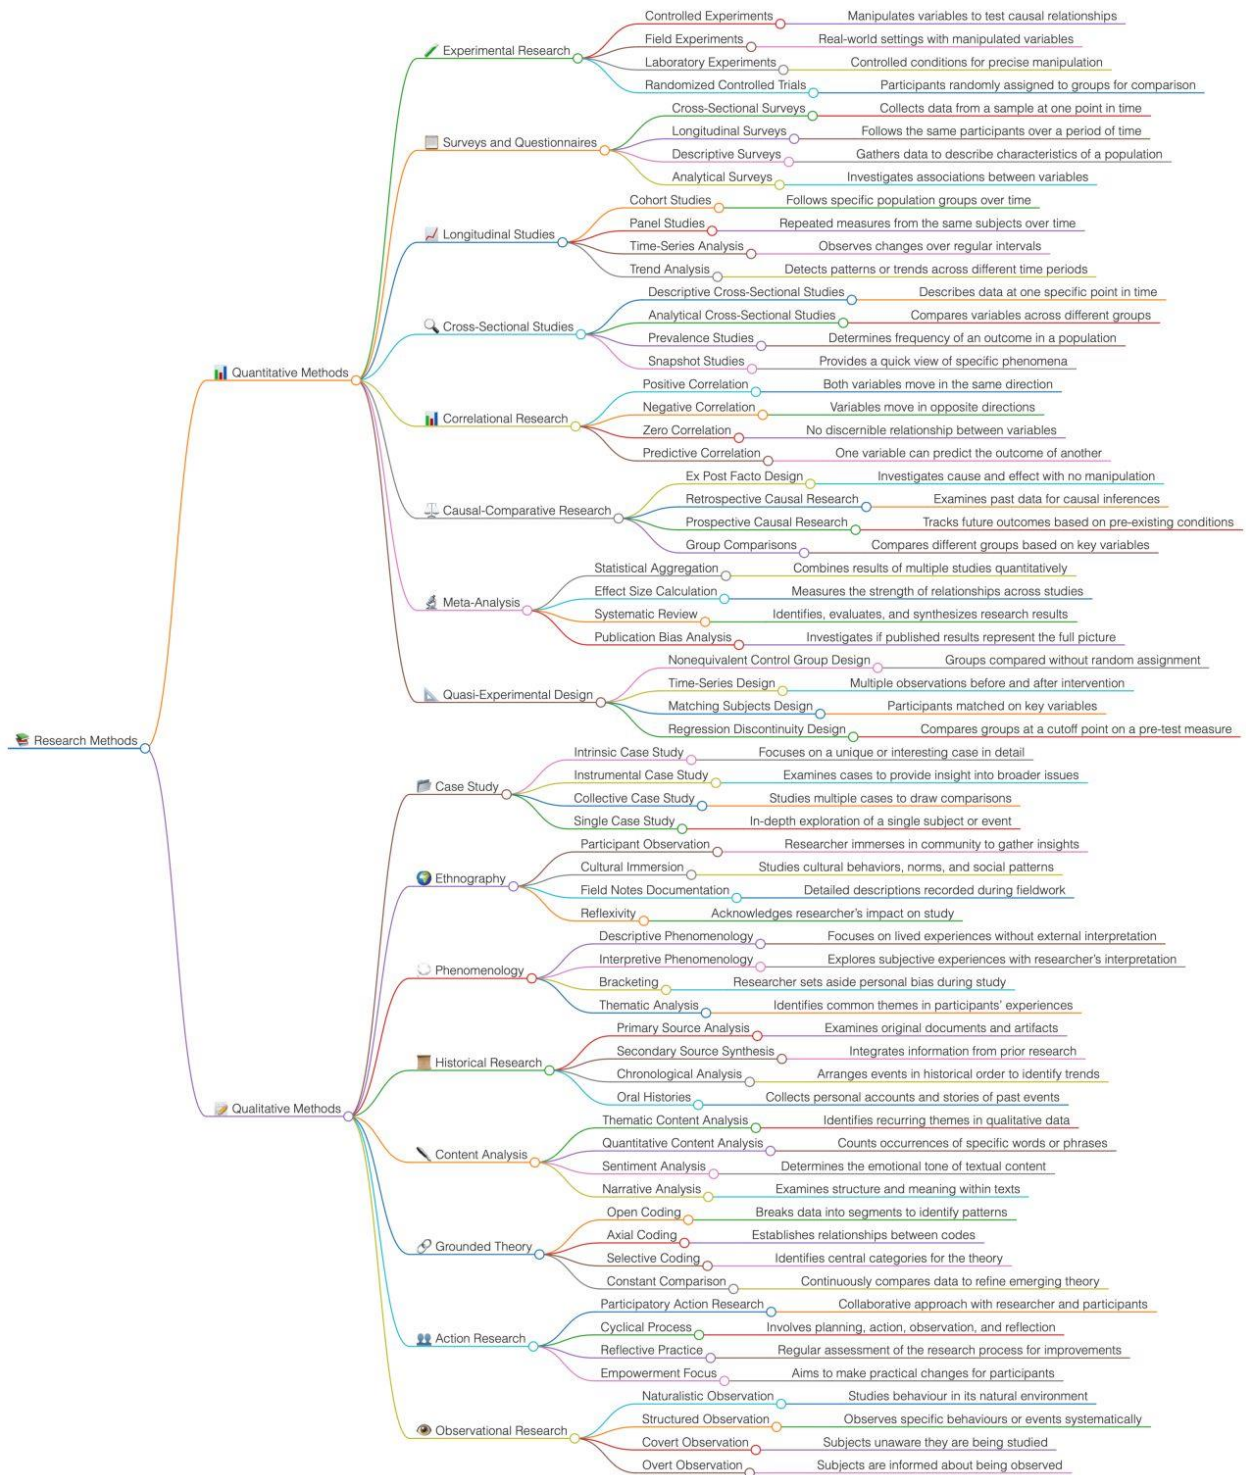 Research Methods
Quantitative Methods
Experimental Research
Controlled Experiments
Manipulates variables to test causal relationships
Field Experiments
Real-world settings with manipulated variables
Laboratory Experiments
Controlled conditions for precise manipulation
Randomized Controlled Trials
Participants randomly assigned to groups for comparison
Surveys and Questionnaires
Cross-Sectional Surveys
Collects data from a sample at one point in time
Longitudinal Surveys
Follows the same participants over a period of time
Descriptive Surveys
Gathers data to describe characteristics of a population
Analytical Surveys
Investigates associations between variables
Longitudinal Studies
Cohort Studies
Follows specific population groups over time
Panel Studies
Repeated measures from the same subjects over time
Time-Series Analysis
Observes changes over regular intervals
Trend Analysis
Detects patterns or trends across different time periods
Cross-Sectional Studies
Descriptive Cross-Sectional Studies
Describes data at one specific point in time
Analytical Cross-Sectional Studies
Compares variables across different groups
Prevalence Studies
Determines frequency of an outcome in a population
Snapshot Studies
Provides a quick view of specific phenomena
Correlational Research
Positive Correlation
Both variables move in the same direction
Negative Correlation
Variables move in opposite directions
Zero Correlation
No discernible relationship between variables
Predictive Correlation
One variable can predict the outcome of another
Causal-Comparative Research
Ex Post Facto Design
Investigates cause and effect with no manipulation
Retrospective Causal Research
Examines past data for causal inferences
Prospective Causal Research
Tracks future outcomes based on pre-existing conditions
Group Comparisons
Compares different groups based on key variables
Meta-Analysis
Statistical Aggregation
Combines results of multiple studies quantitatively
Effect Size Calculation
Measures the strength of relationships across studies
Systematic Review
Identifies, evaluates, and synthesizes research results
Publication Bias Analysis
Investigates if published results represent the full picture
Quasi-Experimental Design
Nonequivalent Control Group Design
Groups compared without random assignment
Time-Series Design
Multiple observations before and after intervention
Matching Subjects Design
Participants matched on key variables
Regression Discontinuity Design
Compares groups at a cutoff point on a pre-test measure
Qualitative Methods
Case Study
Intrinsic Case Study
Focuses on a unique or interesting case in detail
Instrumental Case Study
Examines cases to provide insight into broader issues
Collective Case Study
Studies multiple cases to draw comparisons
Single Case Study
In-depth exploration of a single subject or event
Ethnography
Participant Observation
Researcher immerses in community to gather insights
Cultural Immersion
Studies cultural behaviors, norms, and social patterns
Field Notes Documentation
Detailed descriptions recorded during fieldwork
Reflexivity
Acknowledges researcher's impact on study
Phenomenology
Descriptive Phenomenology
Focuses on lived experiences without external interpretation
Interpretive Phenomenology
Explores subjective experiences with researcher's interpretation
Bracketing
Researcher sets aside personal bias during study
Thematic Analysis
Identifies common themes in participants' experiences
Historical Research
Primary Source Analysis
Examines original documents and artifacts
Secondary Source Synthesis
Integrates information from prior research
Chronological Analysis
Arranges events in historical order to identify trends
Oral Histories
Collects personal accounts and stories of past events
Content Analysis
Thematic Content Analysis
Identifies recurring themes in qualitative data
Quantitative Content Analysis
Counts occurrences of specific words or phrases
Sentiment Analysis
Determines the emotional tone of textual content
Narrative Analysis
Examines structure and meaning within texts
Grounded Theory
Open Coding
Breaks data into segments to identify patterns
Axial Coding
Establishes relationships between codes
Selective Coding
Identifies central categories for the theory
Constant Comparison
Continuously compares data to refine emerging theory
Action Research
Participatory Action Research
Collaborative approach with researcher and participants
Cyclical Process
Involves planning, action, observation, and reflection
Reflective Practice
Regular assessment of the research process for improvements
Empowerment Focus
Aims to make practical changes for participants
Observational Research
Naturalistic Observation
Studies behaviour in its natural environment
Structured Observation
Observes specific behaviours or events systematically
Covert Observation
Subjects unaware they are being studied
Overt Observation
Subjects are informed about being observed